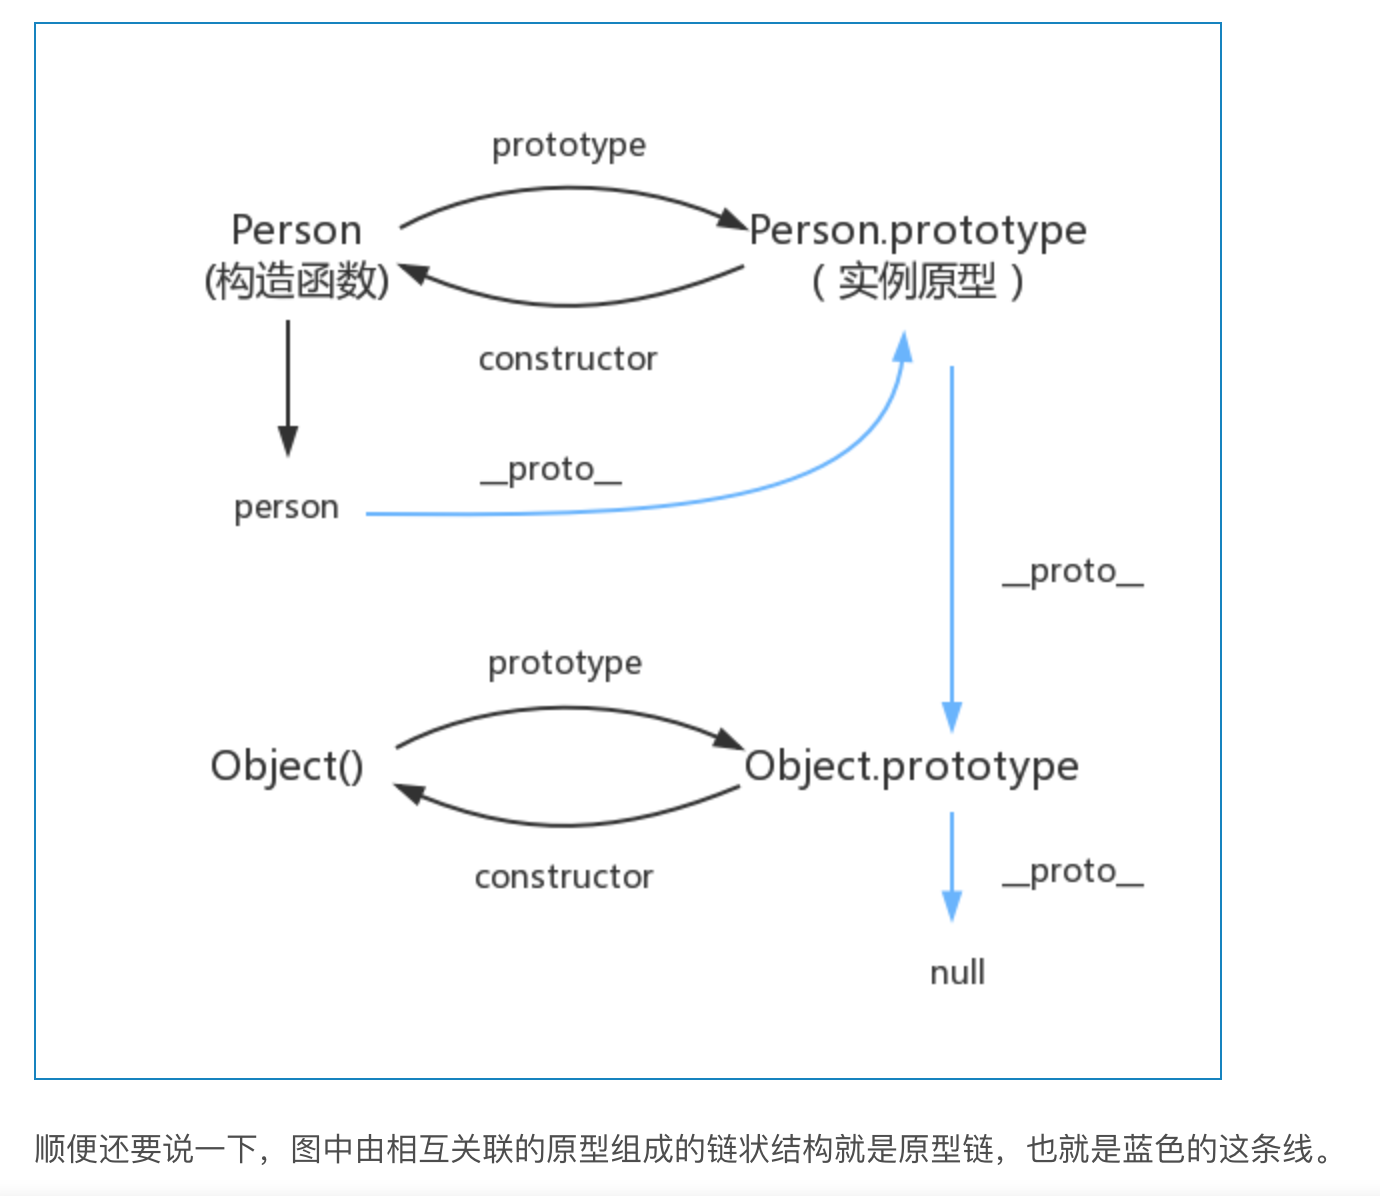 prototype
Person
Person.prototype
(构造函数)
（实例原型）
constructor
__proto__
person
__proto__
prototype
Object()
Object.prototype
constructor
__proto__
null
顺便还要说一下，图中由相互关联的原型组成的链状结构就是原型链，也就是蓝色的这条线。